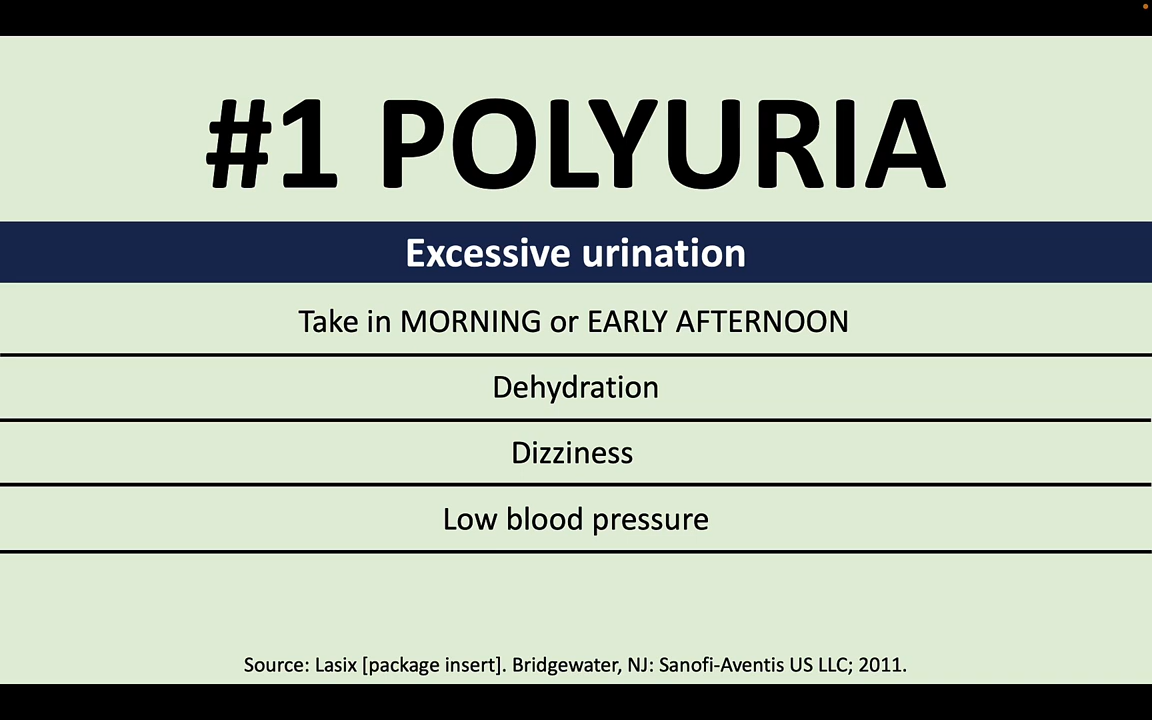 #1 POLYURIA
Excessive urination
Take in MORNING or EARLY AFTERNOON
Dehydration
Dizziness
Low blood pressure
Source: Lasix [package insert]. Bridgewater, NJ: Sanofi-Aventis US LLC; 2011.